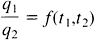 q₁/q₂ = f(t₁,t₂)